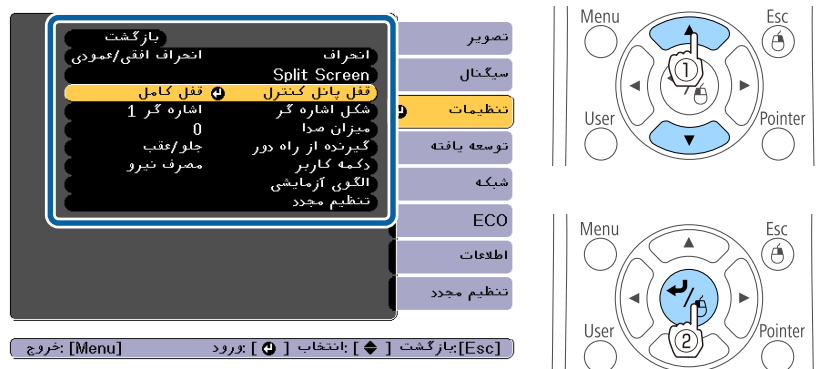 بازگشت
انحراف انحراف افقی/عمودی
Split Screen
قفل پانل کنترل قفل کامل
شکل اشاره گر اشاره گر 1
میزان صدا 0
گیرنده از راه دور جلو/عقب
دکمه کاربر مصرف نیرو
الگوی آزمایشی
تنظیم مجدد
تصویر
سیگنال
تنظیمات
توسعه یافته
شبکه
ECO
اطلاعات
تنظیم مجدد
[Esc]:بازگشت [ ]:انتخاب [ ]:ورود [Menu]:خروج
Menu
Esc
1
User
Pointer
Menu
Esc
User
Pointer
2